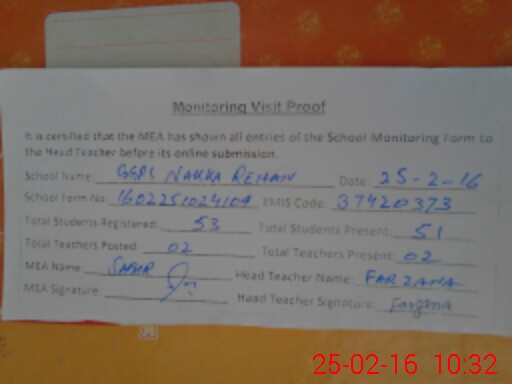 Monitoring Visit Proof
It is certified that the MEA has shown all entries of the School Monitoring Form to
the Head Teacher before its online submission.
School Name: GGPS NAKKA REHAN Date: 25-2-16
School Form No: 1602251024104 EMIS Code: 37420373
Total Students Registered: 53 Total Students Present: 51
Total Teachers Posted: 02 Total Teachers Present: 02
MEA Name: Head Teacher Name: FARZANA
MEA Signature: Head Teacher Signature: Farzana
25-02-16 10:32